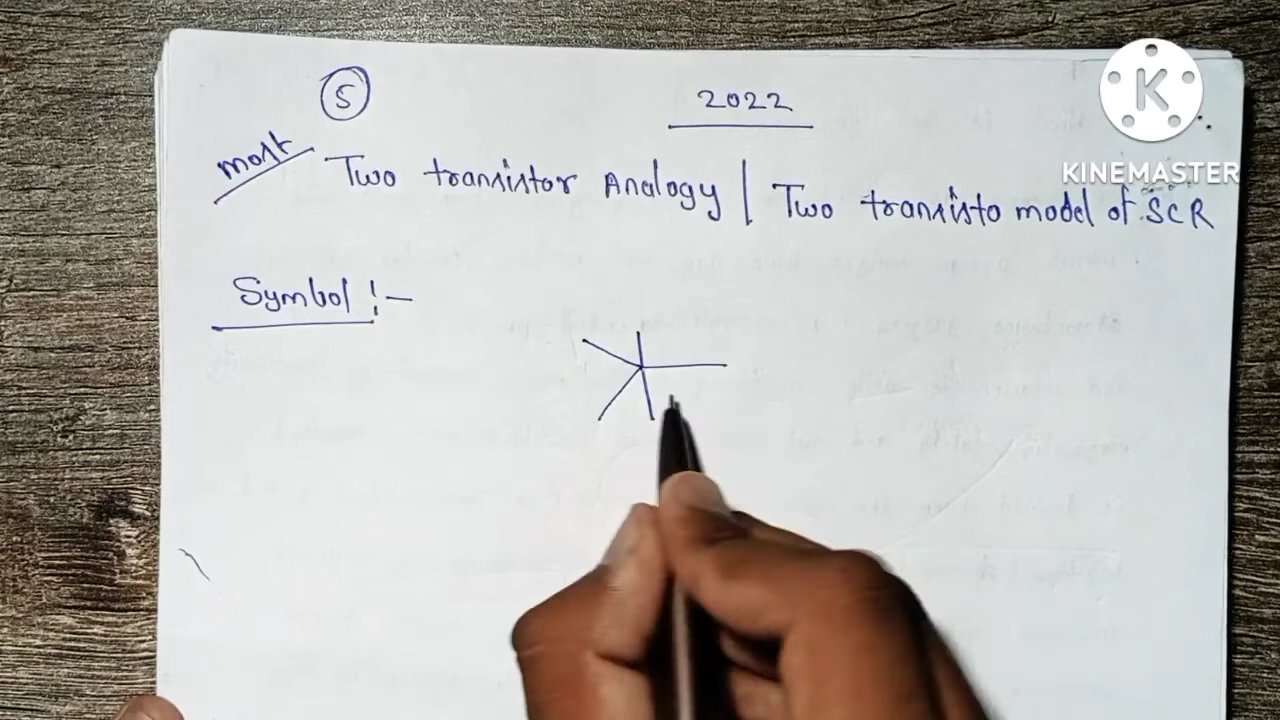 5
2022
most Two transistor Analogy | Two transisto model of SCR
Symbol :-
K
KINEMASTER